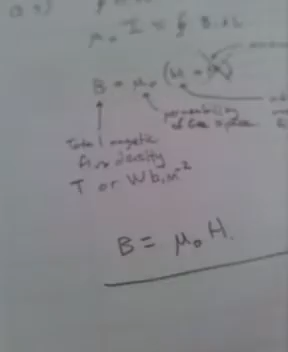 μ₀ I = ∮ B.dL
B = μ₀ (H + M)
permeability
of free space
Total magnetic
flux density
T or Wb.m⁻²
B = μ₀ H.